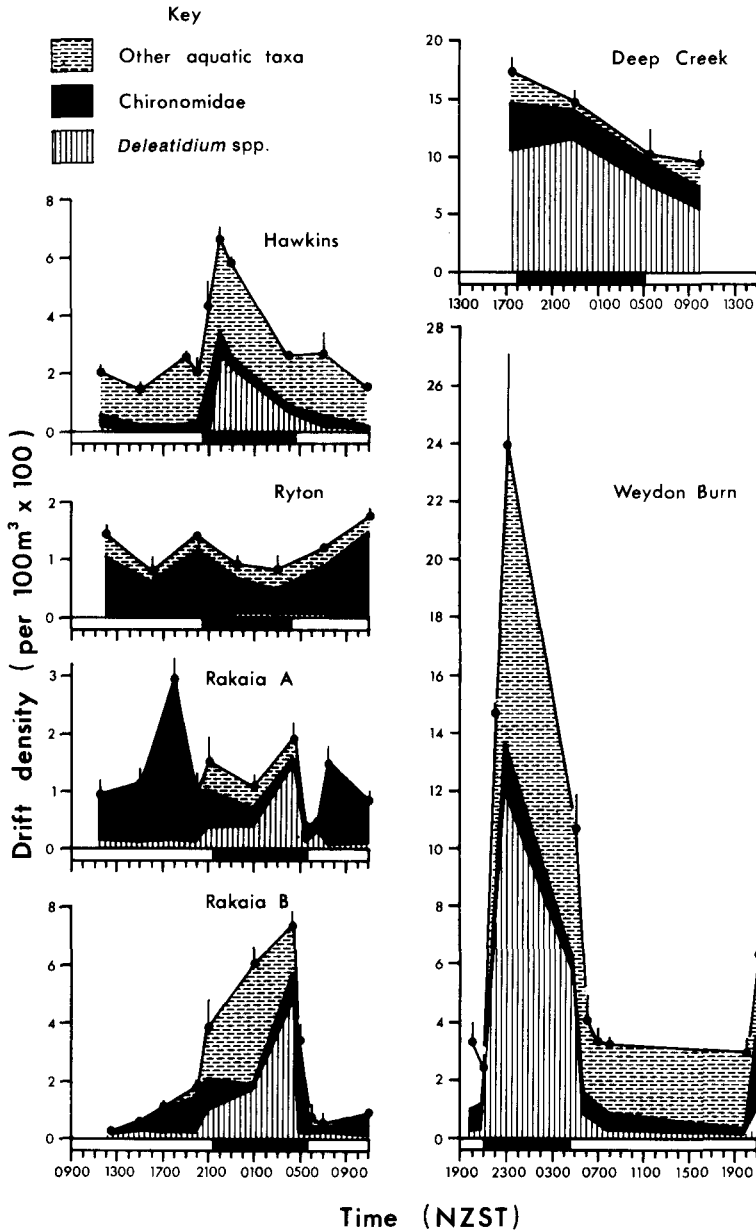 Key
Other aquatic taxa
Chironomidae
Deleatidium spp.
Deep Creek
20
15
10
5
0
1300 1700 2100 0100 0500 0900 1300
Hawkins
8
6
4
2
0
Ryton
2
1
0
Rakaia A
3
2
1
0
Rakaia B
8
6
4
2
0
0900 1300 1700 2100 0100 0500 0900
Weydon Burn
28
26
24
22
20
18
16
14
12
10
8
6
4
2
0
1900 2300 0300 0700 1100 1500 1900
Drift density (per 100m³ x 100)
Time (NZST)